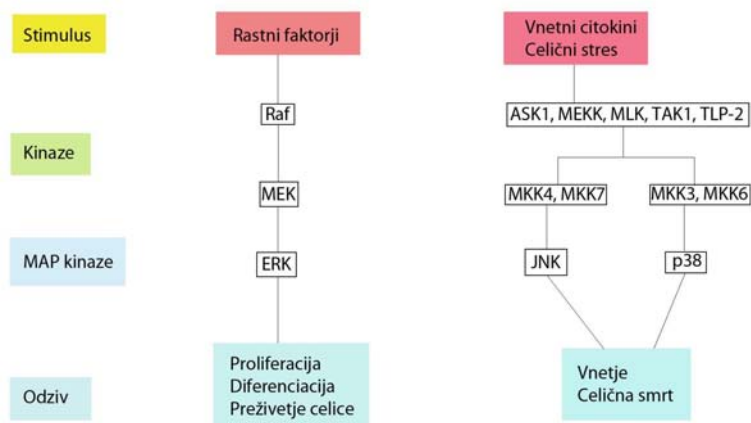 Stimulus
Rastni faktorji
Vnetni citokini
Celični stres
Raf
ASK1, MEKK, MLK, TAK1, TLP-2
Kinaze
MEK
MKK4, MKK7
MKK3, MKK6
MAP kinaze
ERK
JNK
p38
Odziv
Proliferacija
Diferenciacija
Preživetje celice
Vnetje
Celična smrt